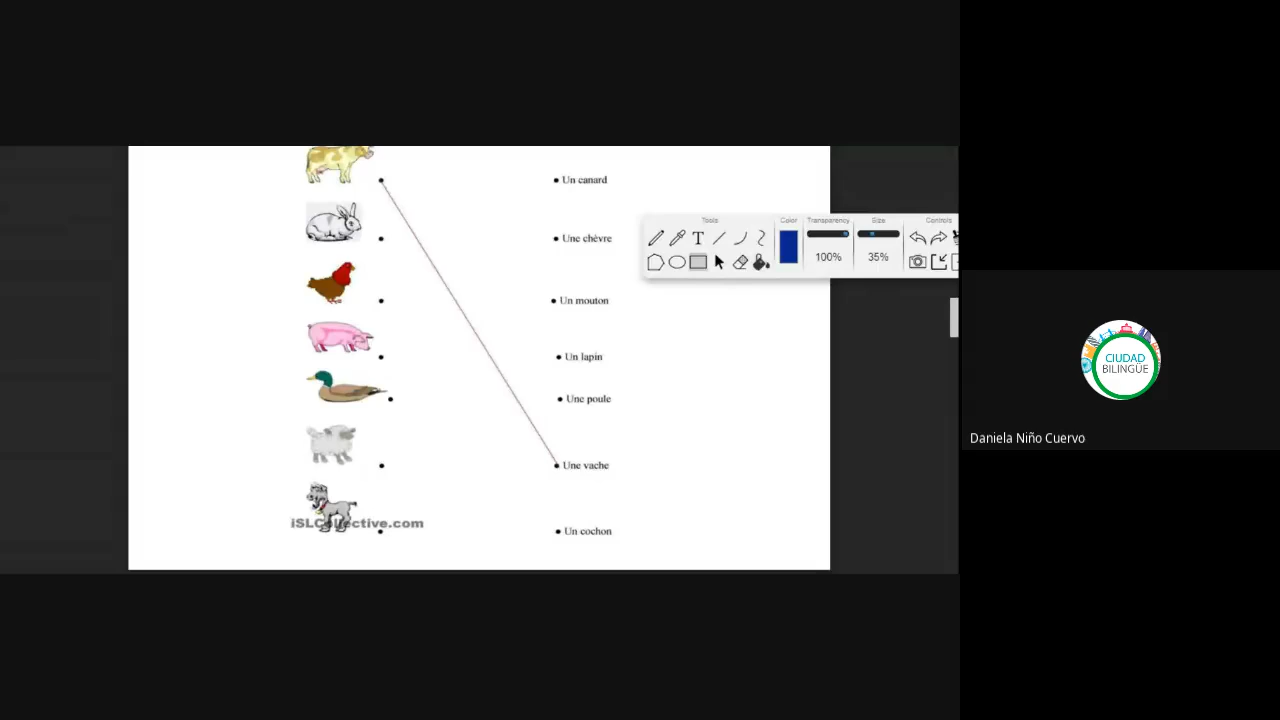 Un canard
Une chèvre
Un mouton
Un lapin
Une poule
Une vache
Un cochon
iSLCollective.com
Tools
Color
Transparency
Size
Controls
T
100%
35%
CIUDAD
BILINGÜE
Daniela Niño Cuervo